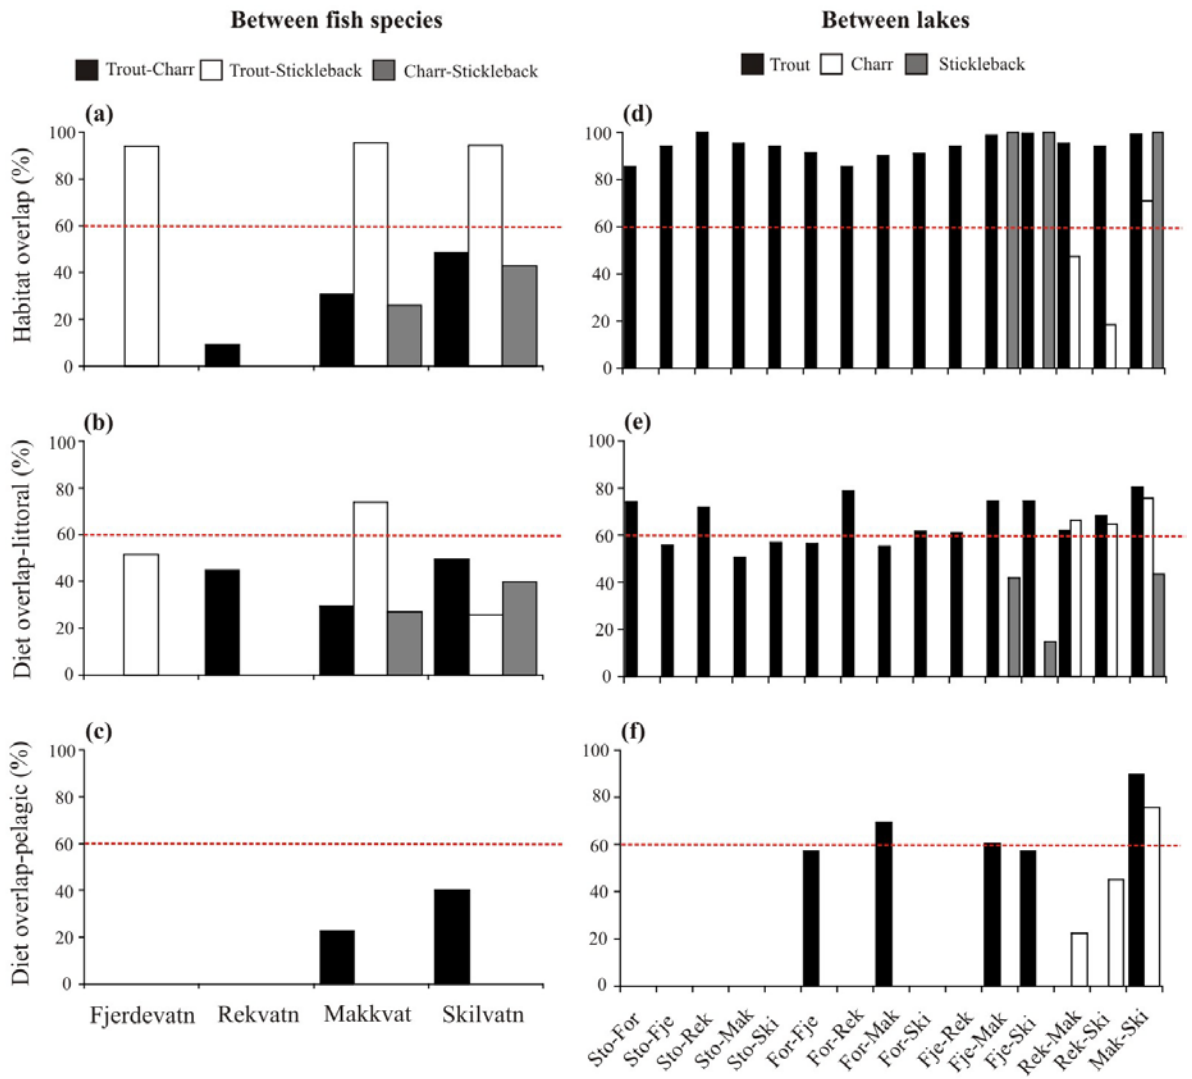 Between fish species
Between lakes
Trout-Charr Trout-Stickleback Charr-Stickleback
Trout Charr Stickleback
(a)
Habitat overlap (%)
100
80
60
40
20
0
(d)
100
80
60
40
20
0
(b)
Diet overlap-littoral (%)
100
80
60
40
20
0
(e)
100
80
60
40
20
0
(c)
Diet overlap-pelagic (%)
100
80
60
40
20
0
Fjerdevatn Rekvatn Makkvat Skilvatn
(f)
100
80
60
40
20
0
Sto-For
Sto-Fje
Sto-Rek
Sto-Mak
Sto-Ski
For-Fje
For-Rek
For-Mak
For-Ski
Fje-Rek
Fje-Mak
Fje-Ski
Rek-Mak
Rek-Ski
Mak-Ski